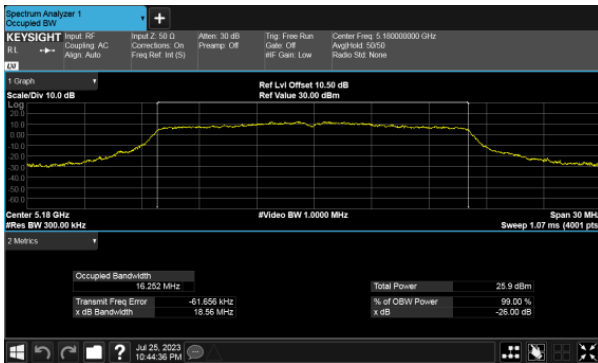 Spectrum Analyzer 1
Occupied BW
+
KEYSIGHT Input: RF Input Z: 50 Ω Atten: 30 dB Trig: Free Run Center Freq: 5.180000000 GHz
RL Coupling: AC Corrections: On Preamp: Off Gate: Off Avg|Hold: 50/50
Align: Auto Freq Ref: Int (S) #IF Gain: Low Radio Std: None
LXI
1 Graph
Ref Lvl Offset 10.50 dB
Scale/Div 10.0 dB Ref Value 30.00 dBm
Log
20.0
10.0
0.00
-10.0
-20.0
-30.0
-40.0
-50.0
-60.0
Center 5.18 GHz #Video BW 1.0000 MHz Span 30 MHz
#Res BW 300.00 kHz Sweep 1.07 ms (4001 pts)
2 Metrics
Occupied Bandwidth
16.252 MHz Total Power 25.9 dBm
Transmit Freq Error -61.656 kHz % of OBW Power 99.00 %
x dB Bandwidth 18.56 MHz x dB -26.00 dB
? Jul 25, 2023
10:44:36 PM